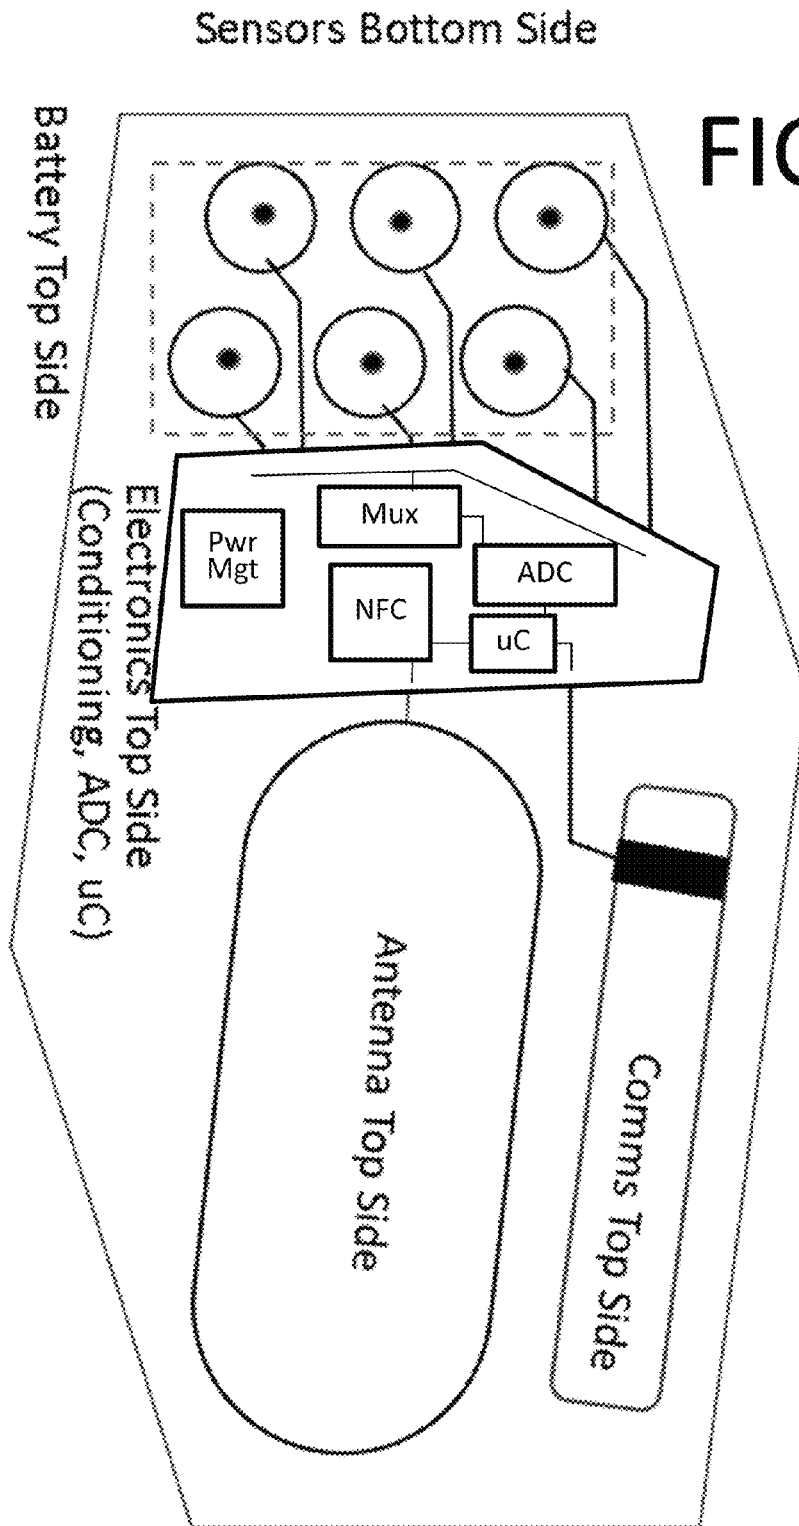 Sensors Bottom Side
FIG
Battery Top Side
Mux
Pwr
Mgt
ADC
NFC
uC
Electronics Top Side
(Conditioning, ADC, uC)
Antenna Top Side
Comms Top Side